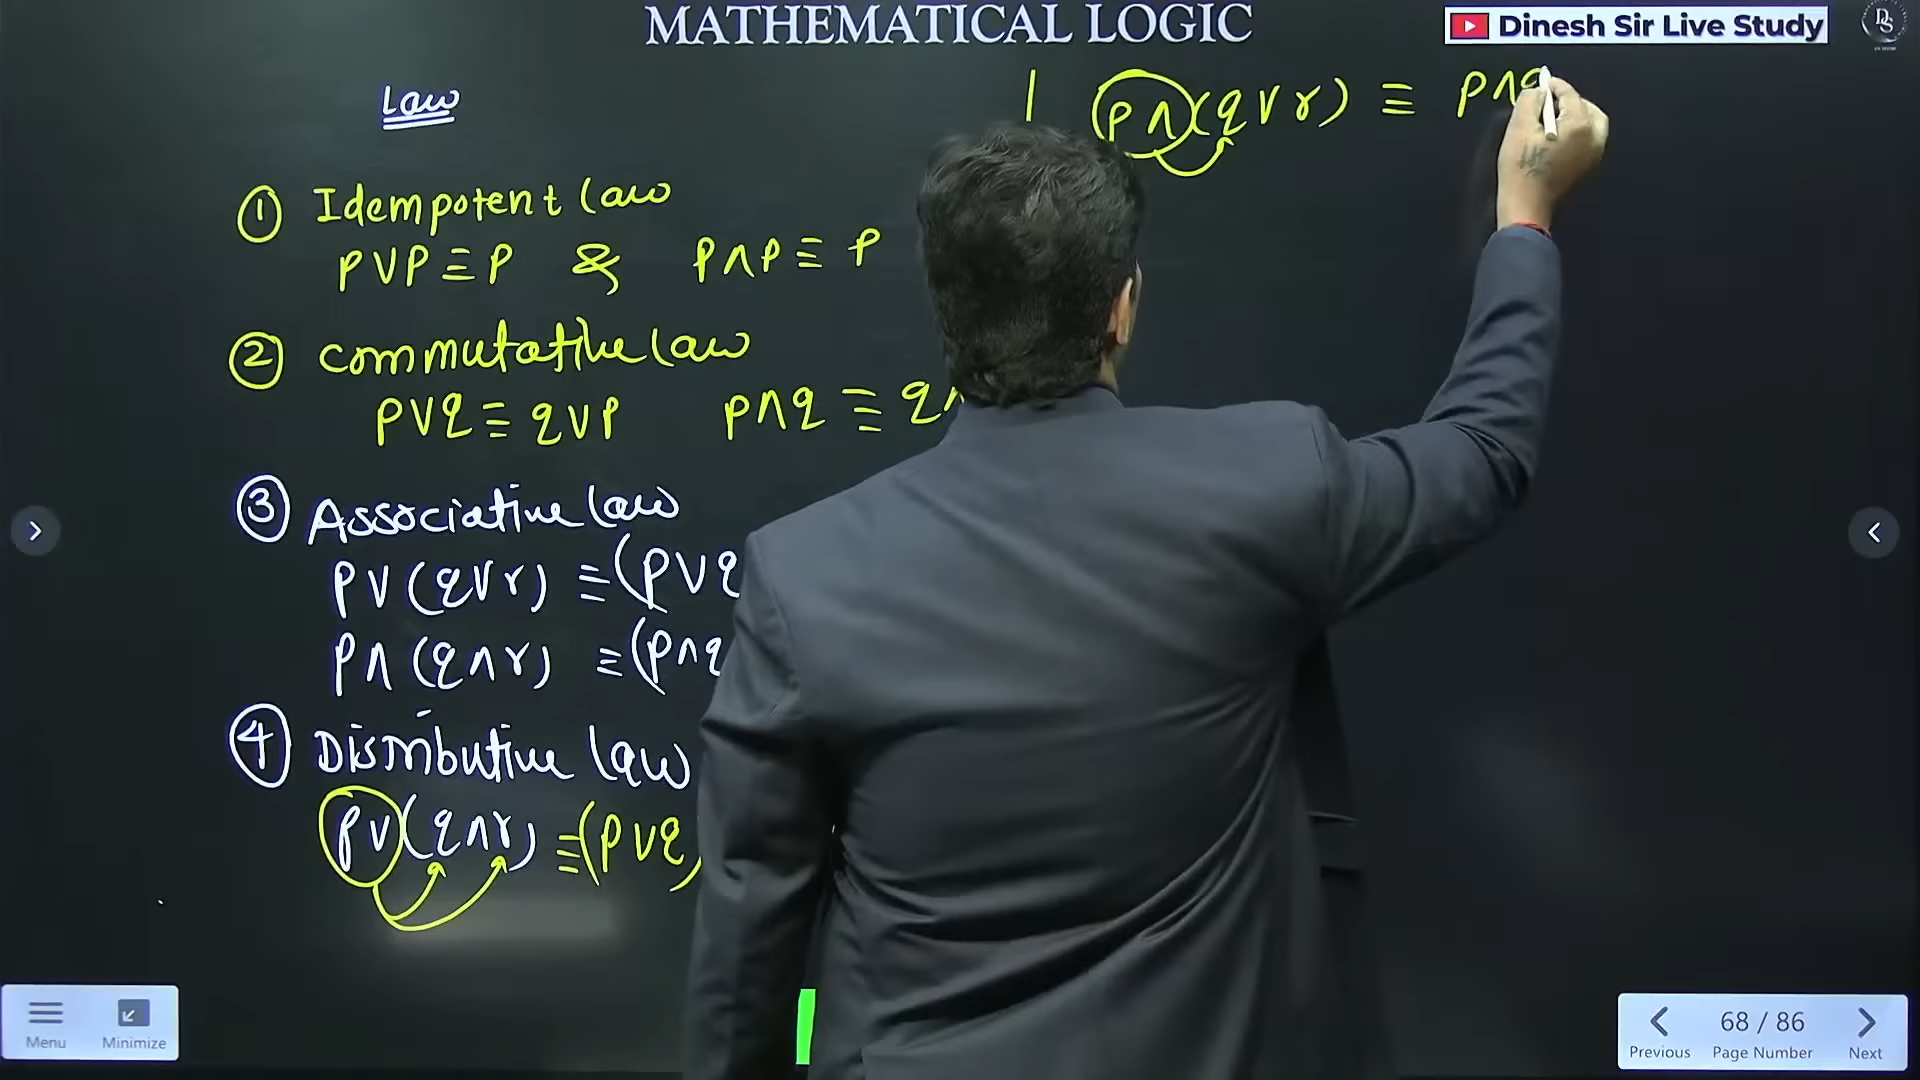 MATHEMATICAL LOGIC
Dinesh Sir Live Study
DS
Law
① Idempotent law
p∨p ≡ p & p∧p ≡ p
② Commutative law
p∨q ≡ q∨p p∧q ≡ q∧
③ Associative law
p∨(q∨r) ≡ (p∨q
p∧(q∧r) ≡ (p∧q
④ Distributive law
p∨(q∧r) ≡ (p∨q)
p∧(q∨r) ≡ p∧q
Menu
Minimize
68 / 86
Previous Page Number Next